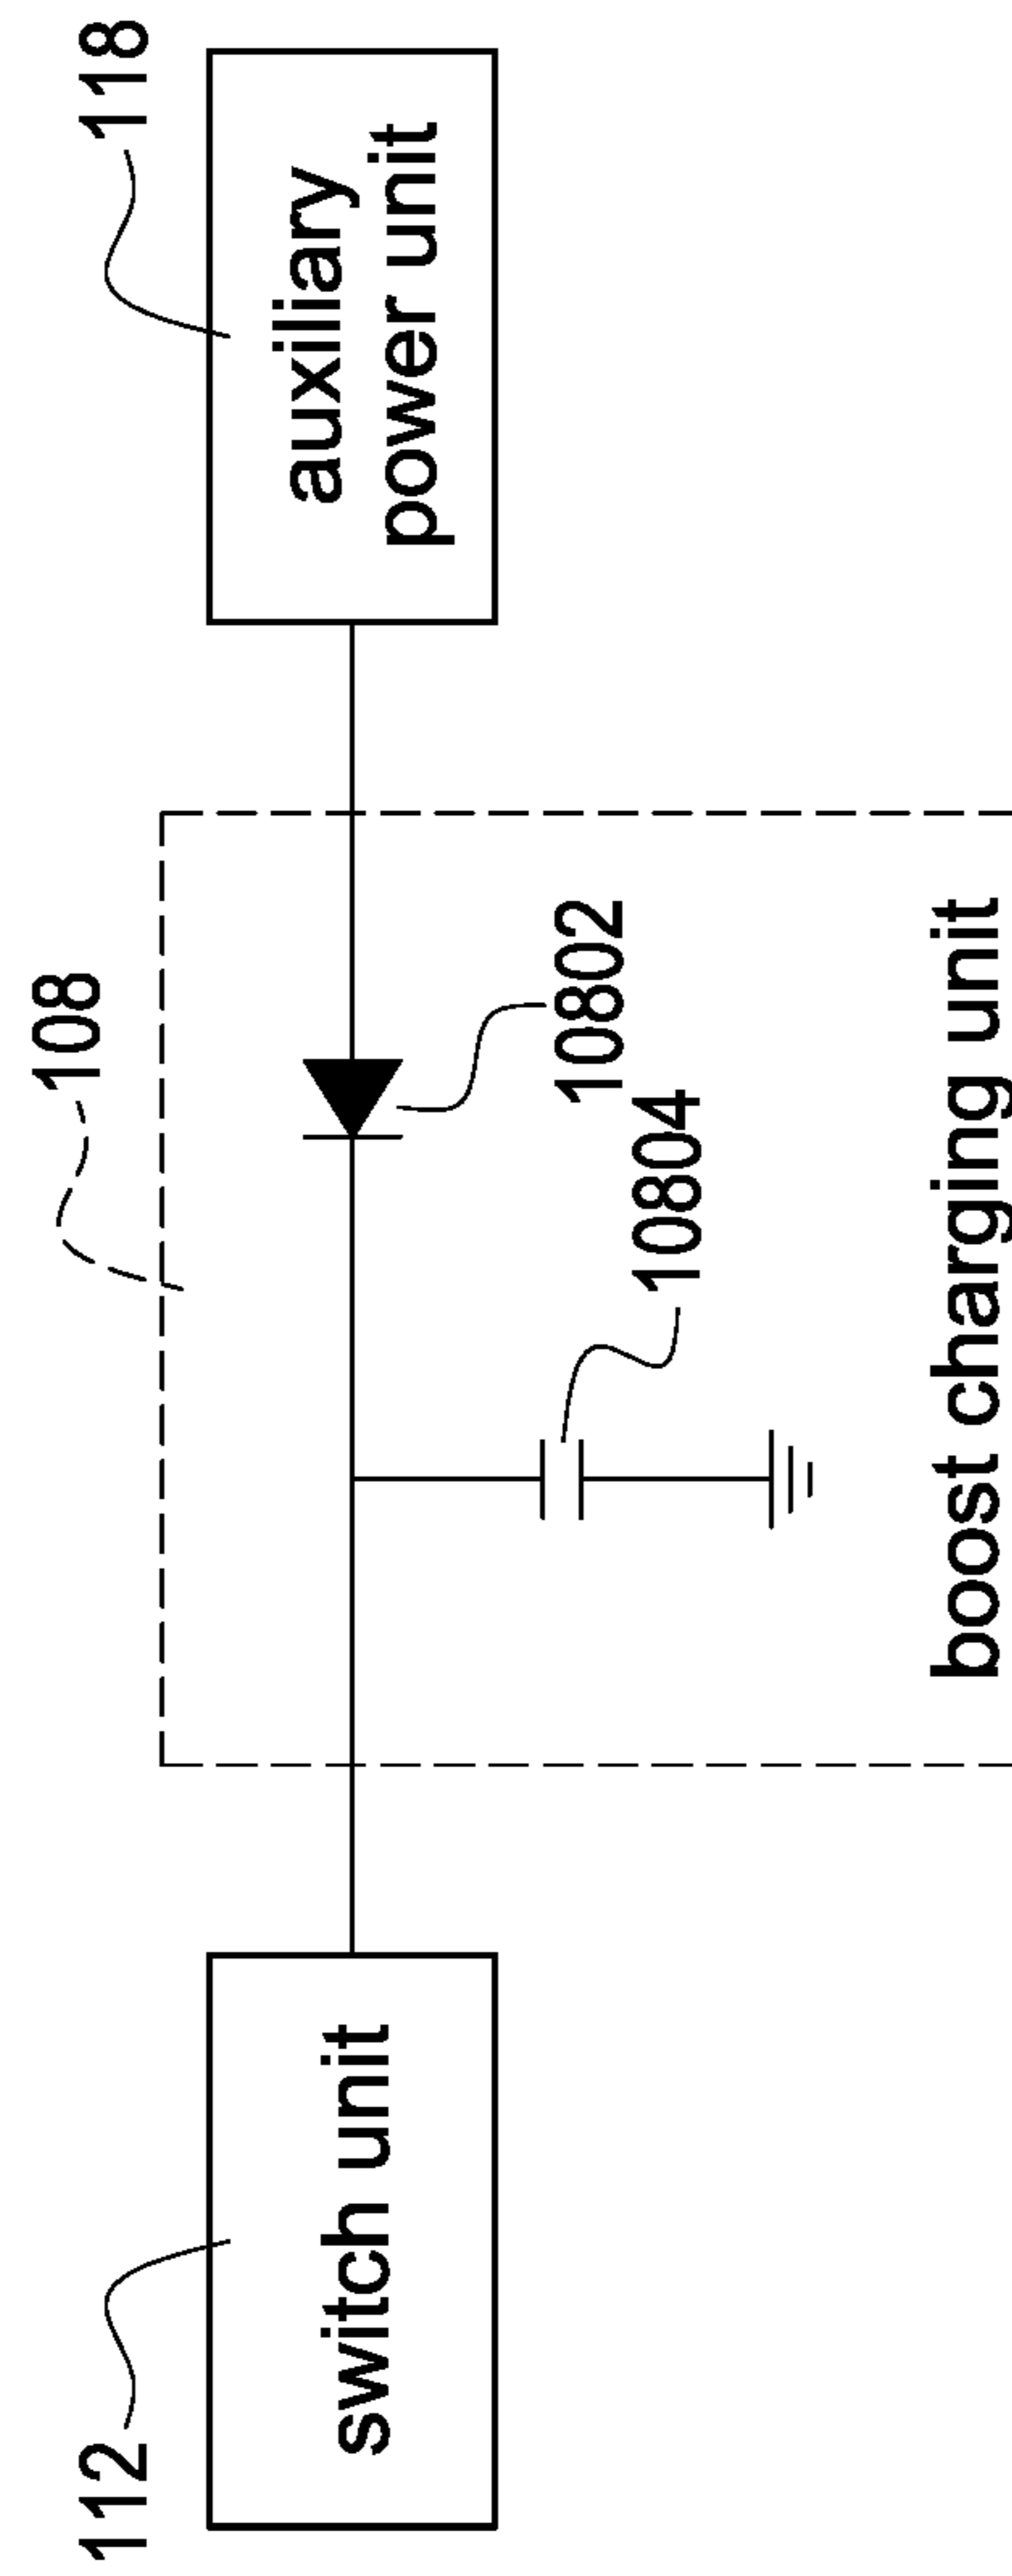 108
112
118
switch unit
auxiliary
power unit
10802
10804
boost charging unit